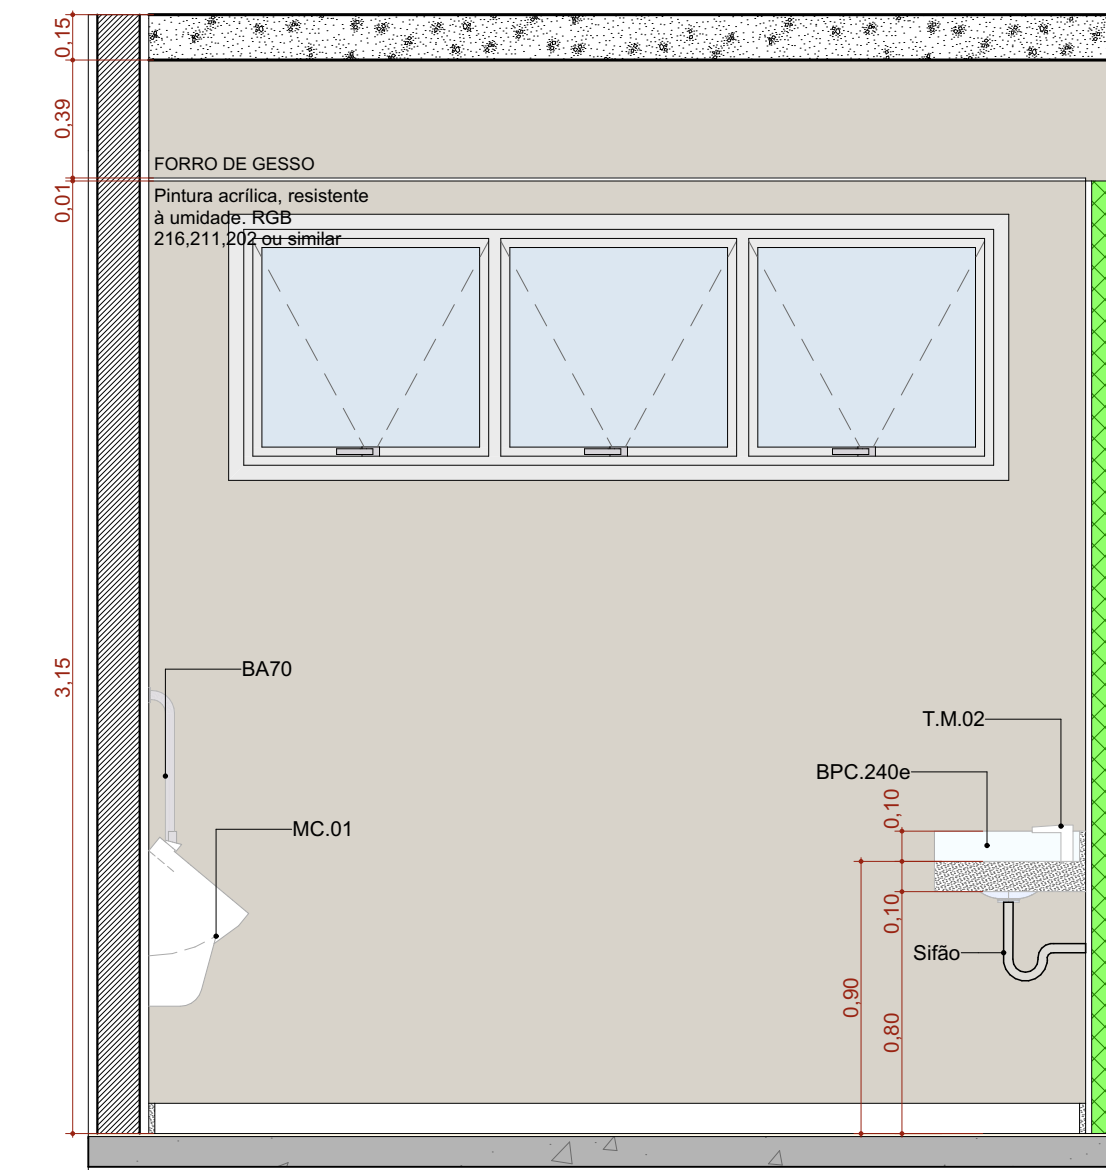 0,15
0,39
FORRO DE GESSO
0,01
Pintura acrílica, resistente
à umidade. RGB
216,211,202 ou similar
3,15
BA70
T.M.02
BPC.240e
0,10
MC.01
0,10
Sifão
0,90
0,80